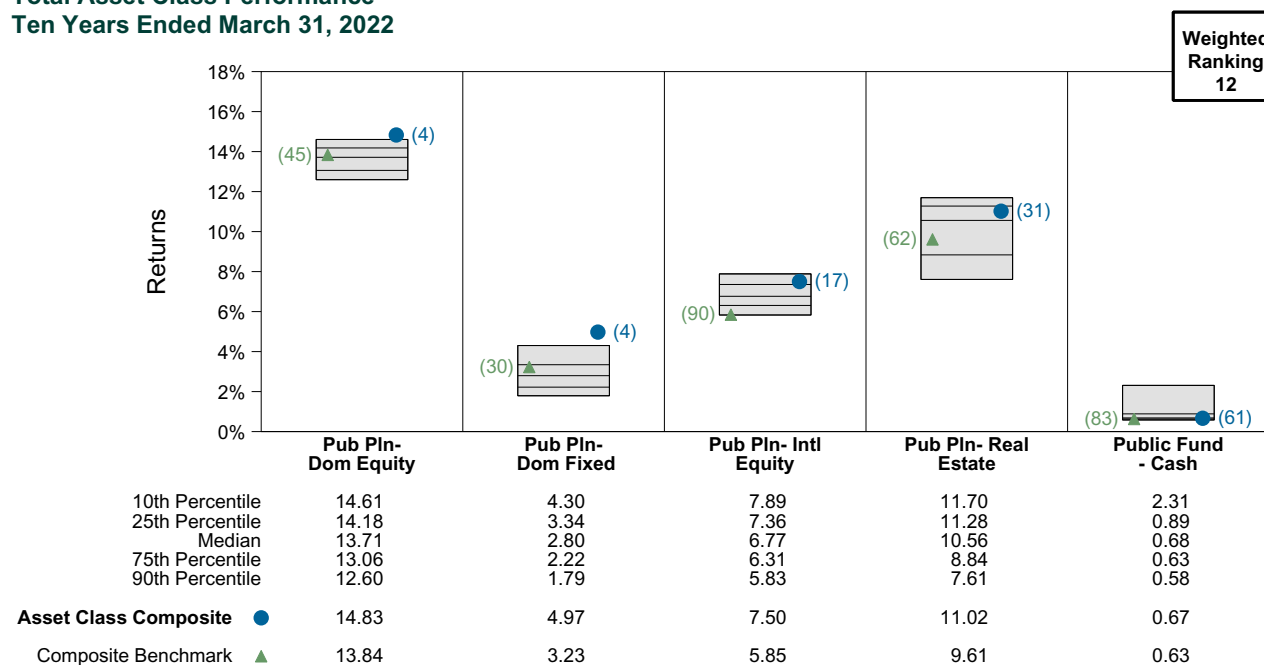 Total Asset Class Performance
Ten Years Ended March 31, 2022
Weighted
Ranking
12
18%
16%
14%
12%
10%
8%
6%
4%
2%
0%
Returns
(45)
(4)
(30)
(4)
(90)
(17)
(62)
(31)
(83)
(61)
Pub Pln- Pub Pln- Pub Pln- Intl Pub Pln- Real Public Fund
Dom Equity Dom Fixed Equity Estate - Cash
10th Percentile 14.61 4.30 7.89 11.70 2.31
25th Percentile 14.18 3.34 7.36 11.28 0.89
Median 13.71 2.80 6.77 10.56 0.68
75th Percentile 13.06 2.22 6.31 8.84 0.63
90th Percentile 12.60 1.79 5.83 7.61 0.58
Asset Class Composite 14.83 4.97 7.50 11.02 0.67
Composite Benchmark 13.84 3.23 5.85 9.61 0.63